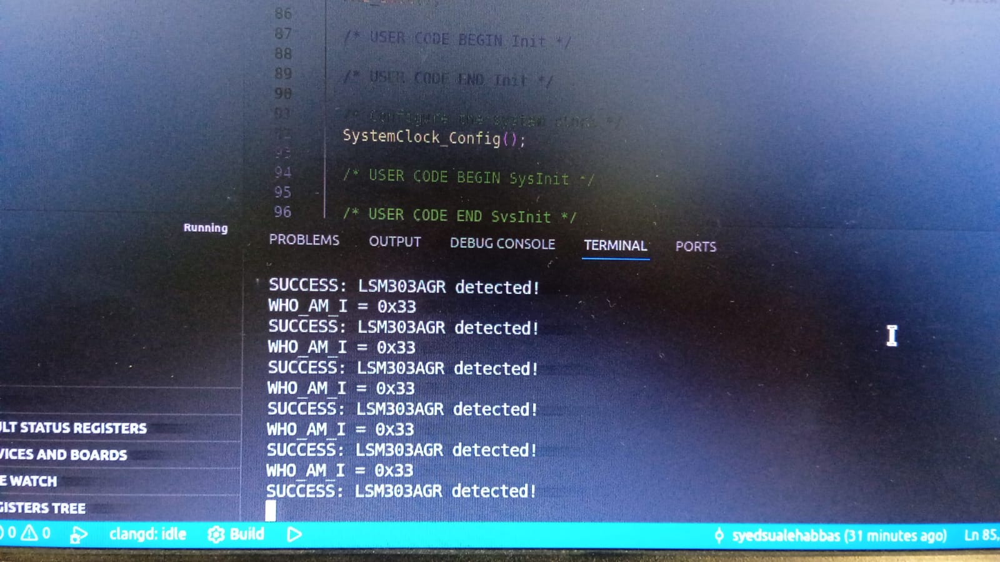 86
87 /* USER CODE BEGIN Init */
88
89 /* USER CODE END Init */
90
/* Configure the system clock */
SystemClock_Config();
93
94 /* USER CODE BEGIN SysInit */
95
96 /* USER CODE END SysInit */
Running
PROBLEMS OUTPUT DEBUG CONSOLE TERMINAL PORTS
SUCCESS: LSM303AGR detected!
WHO_AM_I = 0x33
SUCCESS: LSM303AGR detected!
WHO_AM_I = 0x33
SUCCESS: LSM303AGR detected!
WHO_AM_I = 0x33
SUCCESS: LSM303AGR detected!
WHO_AM_I = 0x33
SUCCESS: LSM303AGR detected!
WHO_AM_I = 0x33
SUCCESS: LSM303AGR detected!
ULT STATUS REGISTERS
VICES AND BOARDS
E WATCH
GISTERS TREE
0 0 clangd: idle Build syedsualehabbas (31 minutes ago) Ln 85,